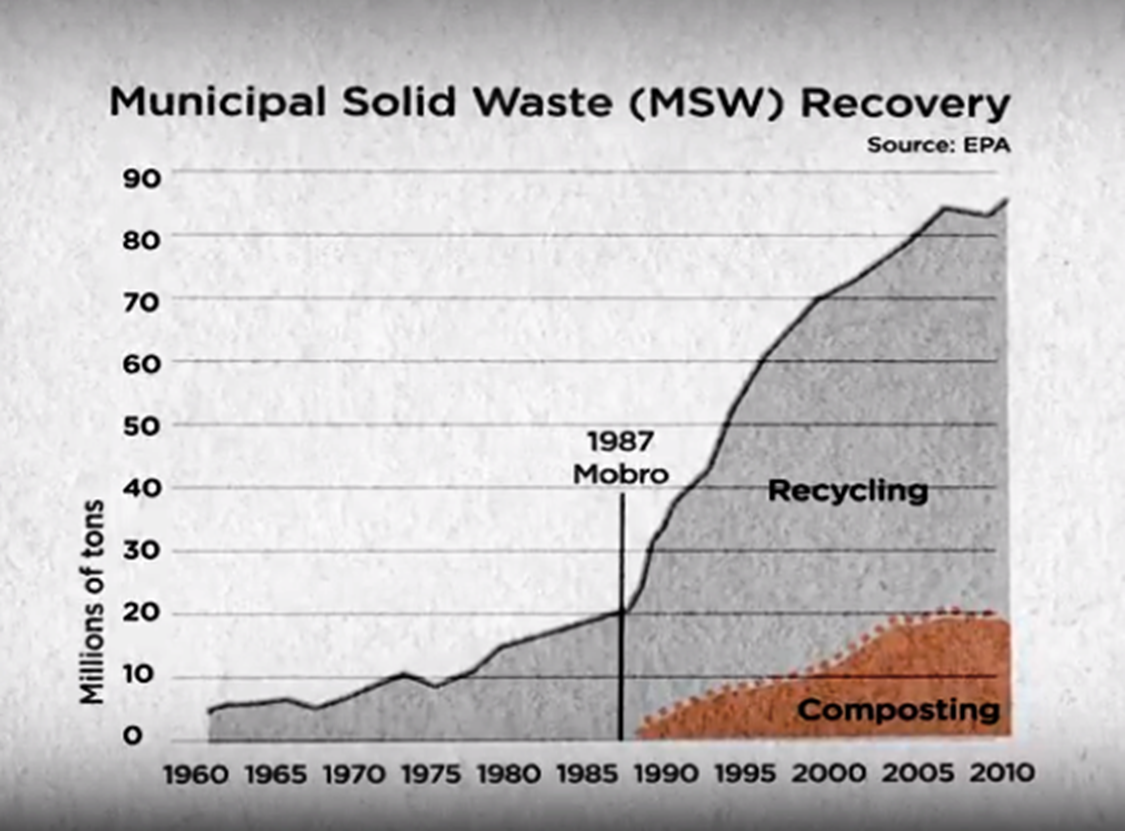 Municipal Solid Waste (MSW) Recovery
Source: EPA
90
80
70
60
50
40
30
20
10
0
Millions of tons
1987
Mobro
Recycling
Composting
1960 1965 1970 1975 1980 1985 1990 1995 2000 2005 2010